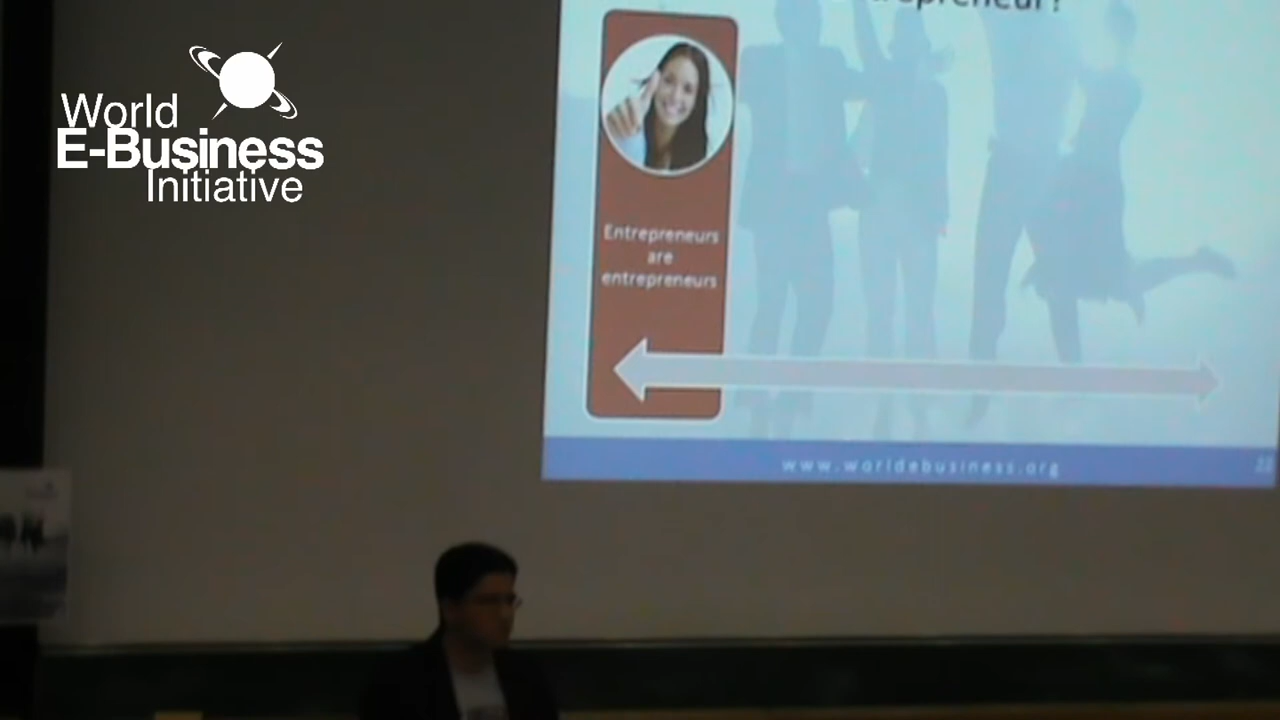 World
E-Business
Initiative
Entrepreneurs
are
entrepreneurs
www.worldebusiness.org